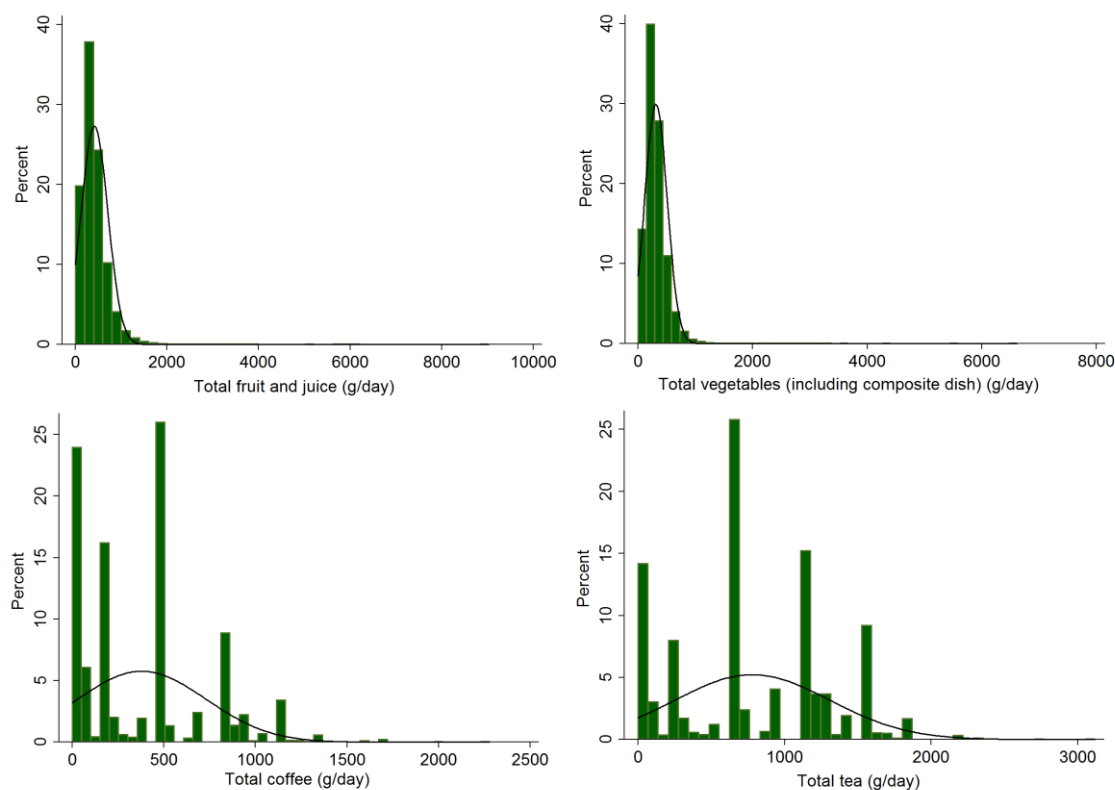 40
30
20
10
0
Percent
0 2000 4000 6000 8000 10000
Total fruit and juice (g/day)
40
30
20
10
0
Percent
0 2000 4000 6000 8000
Total vegetables (including composite dish) (g/day)
25
20
15
10
5
0
Percent
0 500 1000 1500 2000 2500
Total coffee (g/day)
25
20
15
10
5
0
Percent
0 1000 2000 3000
Total tea (g/day)